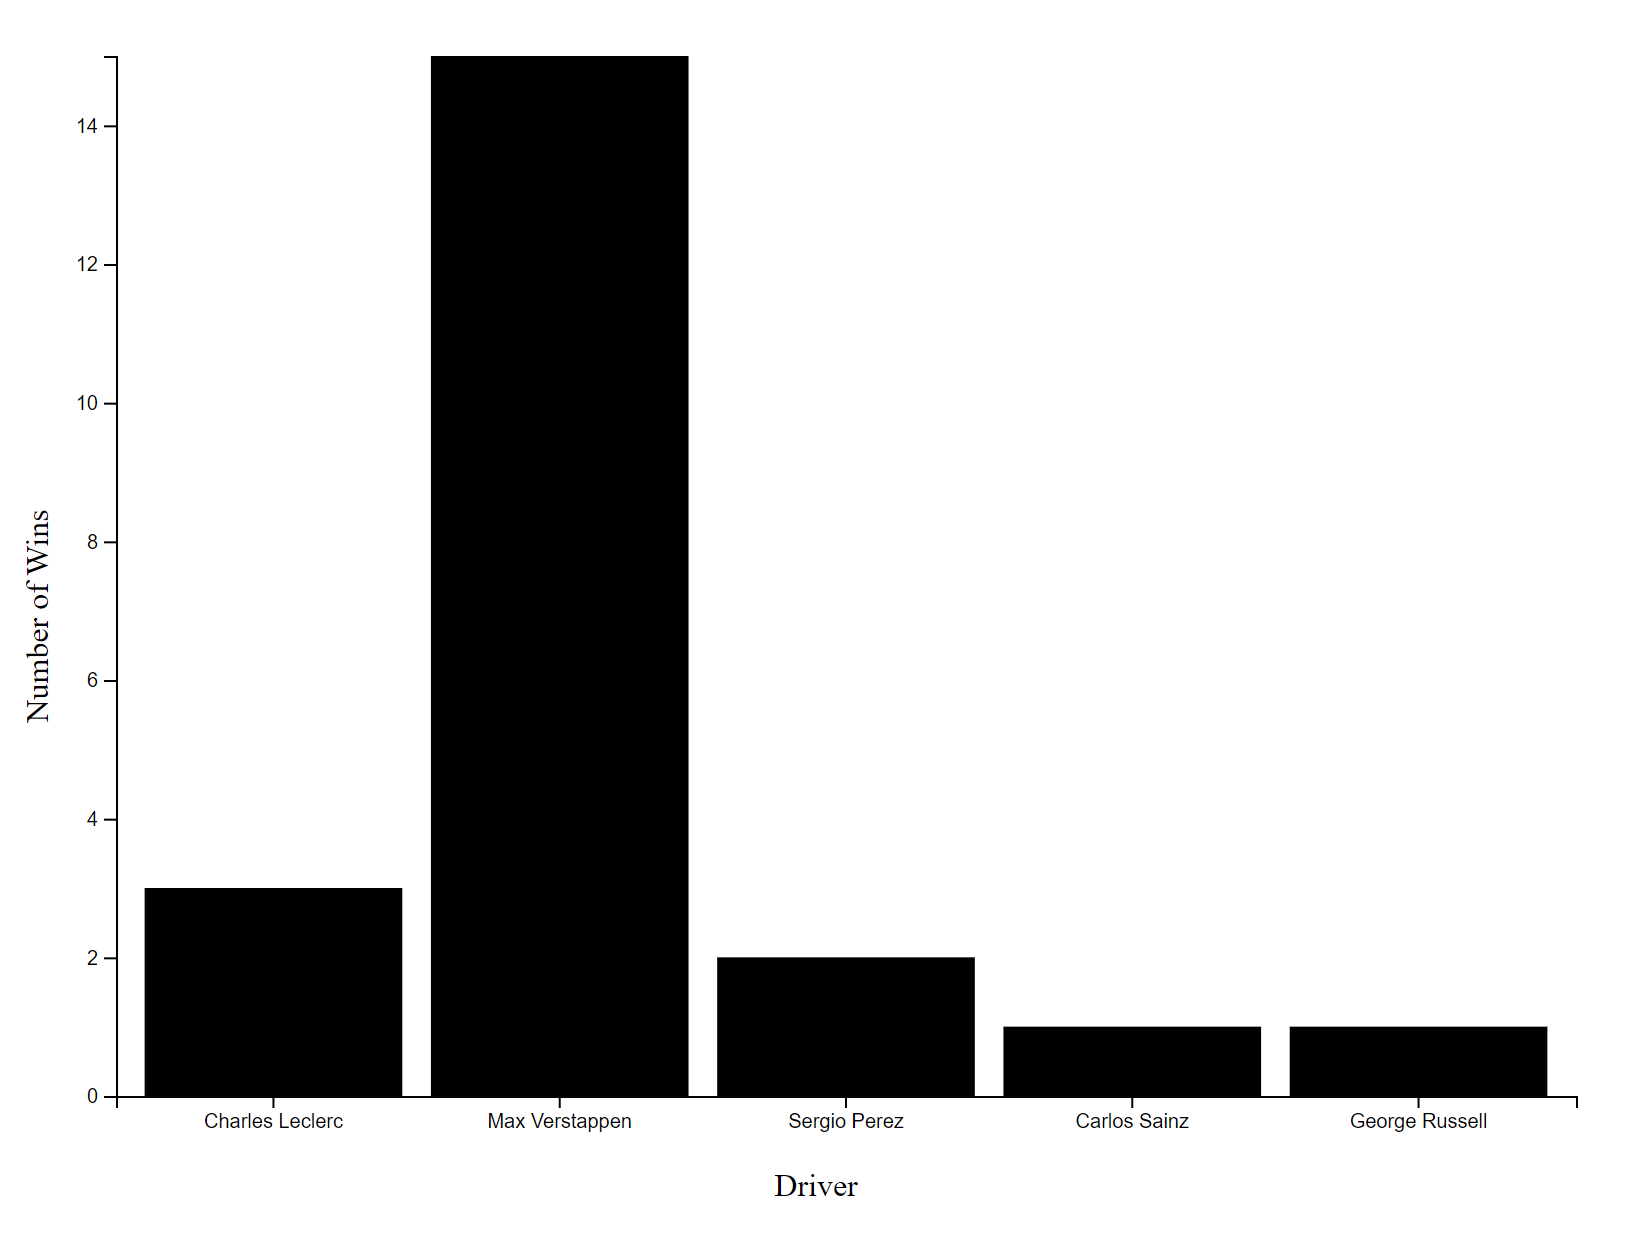 14
12
10
8
6
4
2
0
Number of Wins
Charles Leclerc
Max Verstappen
Sergio Perez
Carlos Sainz
George Russell
Driver